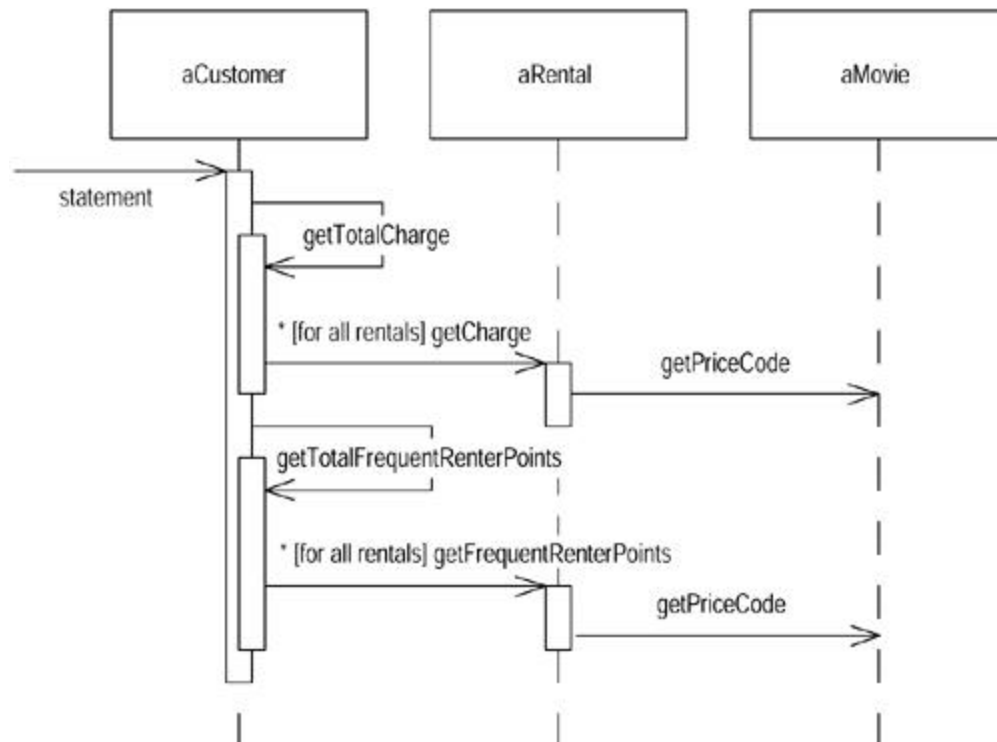 aCustomer
aRental
aMovie
statement
getTotalCharge
* [for all rentals] getCharge
getPriceCode
getTotalFrequentRenterPoints
* [for all rentals] getFrequentRenterPoints
getPriceCode